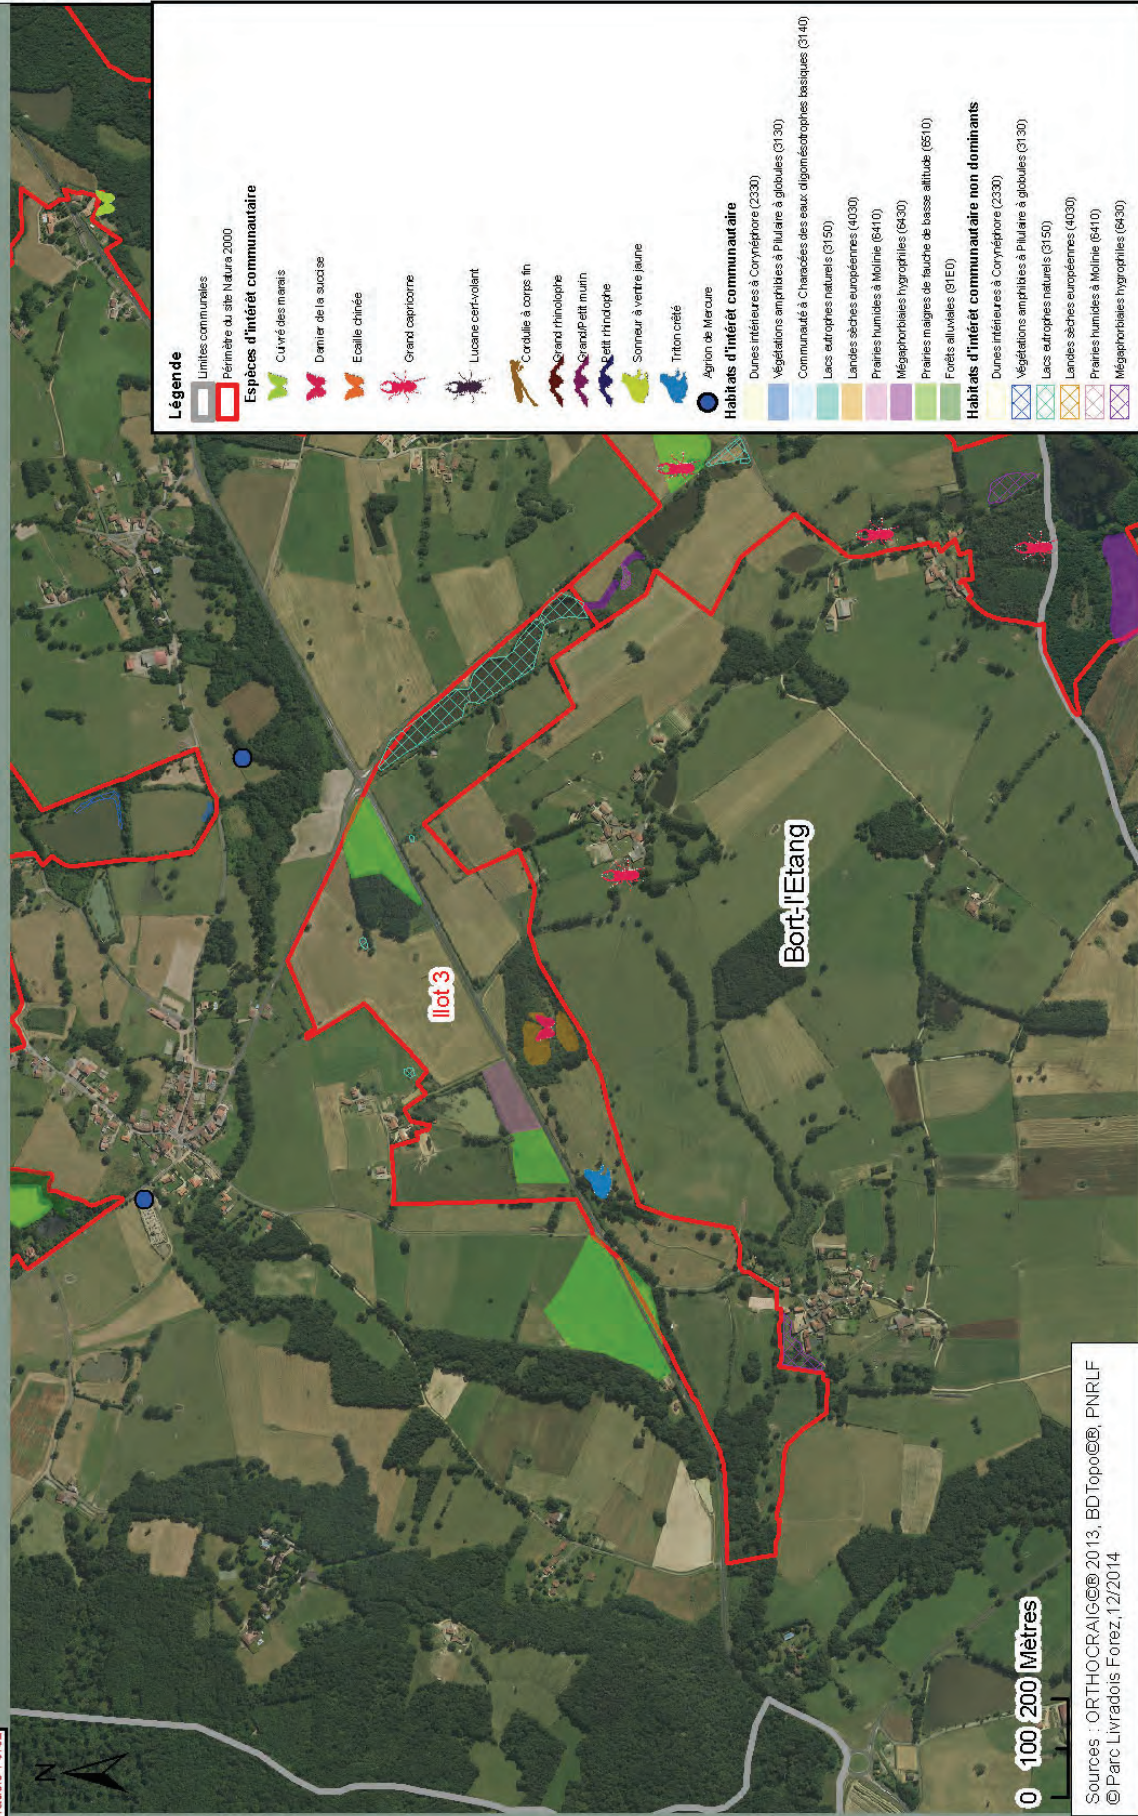 N
Ilot 3
Bort-l'Etang
0 100 200 Mètres
Sources : ORTHOCRAIG©® 2013, BDTopo©®, PNRLF
© Parc Livradois Forez,12/2014
Légende
Limites communales
Périmètre du site Natura 2000
Espèces d'intérêt communautaire
Cuivré des marais
Damier de la succise
Ecaille chinée
Grand capricorne
Lucane cerf-volant
Cordulie à corps fin
Grand rhinolophe
Grand/Petit murin
Petit rhinolophe
Sonneur à ventre jaune
Triton crêté
Agrion de Mercure
Habitats d'intérêt communautaire
Dunes intérieures à Corynéphore (2330)
Végétations amphibies à Pilulaire à globules (3130)
Communauté à Characées des eaux oligomésotrophes basiques (3140)
Lacs eutrophes naturels (3150)
Landes sèches européennes (4030)
Prairies humides à Molinie (6410)
Mégaphorbiaies hygrophiles (6430)
Prairies maigres de fauche de basse altitude (6510)
Forêts alluviales (91E0)
Habitats d'intérêt communautaire non dominants
Dunes intérieures à Corynéphore (2330)
Végétations amphibies à Pilulaire à globules (3130)
Lacs eutrophes naturels (3150)
Landes sèches européennes (4030)
Prairies humides à Molinie (6410)
Mégaphorbiaies hygrophiles (6430)